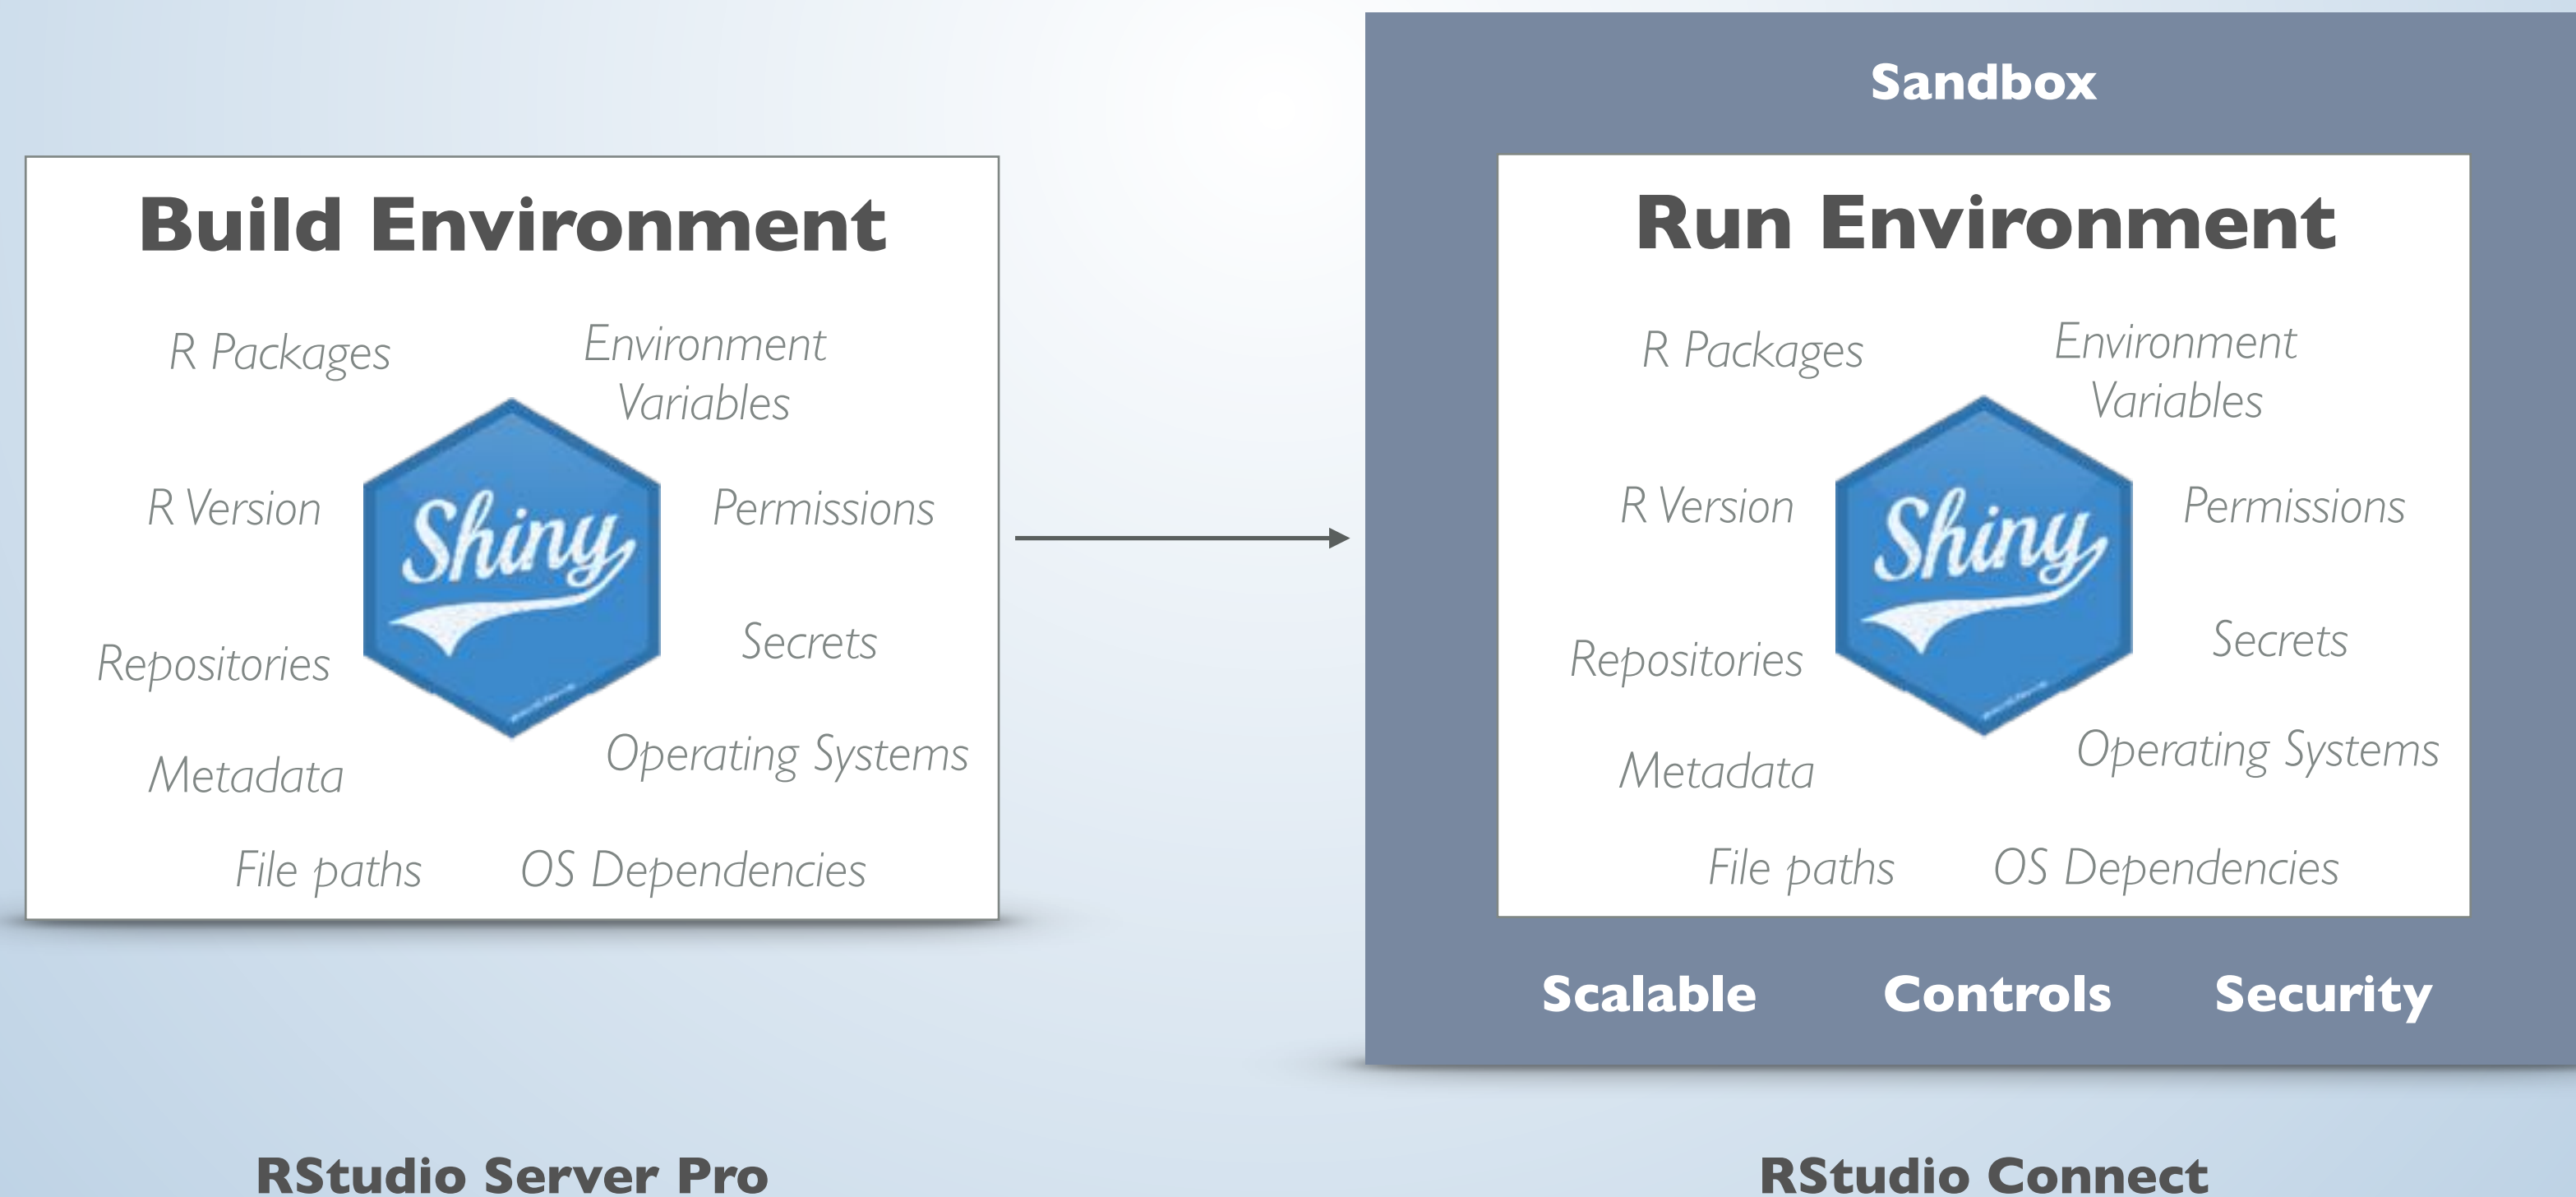 Sandbox
Build Environment
R Packages
Environment
Variables
R Version
Shiny
Permissions
Repositories
Secrets
Metadata
Operating Systems
File paths
OS Dependencies
RStudio Server Pro
Run Environment
R Packages
Environment
Variables
R Version
Shiny
Permissions
Repositories
Secrets
Metadata
Operating Systems
File paths
OS Dependencies
Scalable
Controls
Security
RStudio Connect